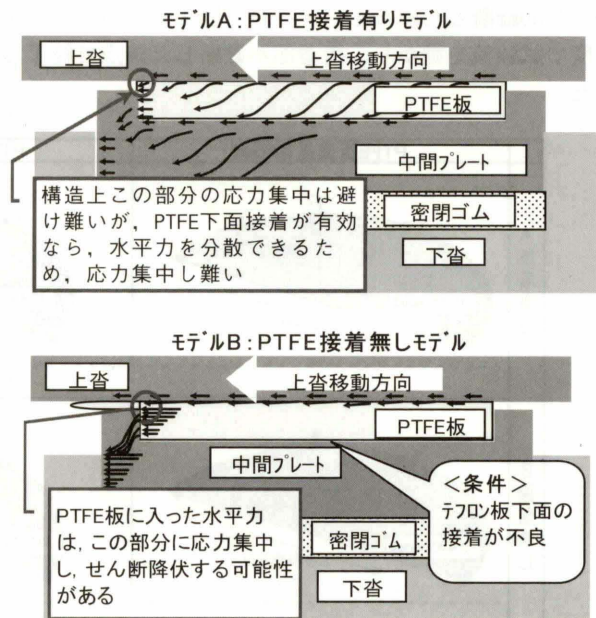 モデルA：PTFE接着有りモデル
上沓
上沓移動方向
PTFE板
中間プレート
構造上この部分の応力集中は避
け難いが，PTFE下面接着が有効
なら，水平力を分散できるた
め，応力集中し難い
密閉ゴム
下沓
モデルB：PTFE接着無しモデル
上沓
上沓移動方向
PTFE板
中間プレート
＜条件＞
テフロン板下面の
接着が不良
PTFE板に入った水平力
は，この部分に応力集中
し，せん断降伏する可能性
がある
密閉ゴム
下沓